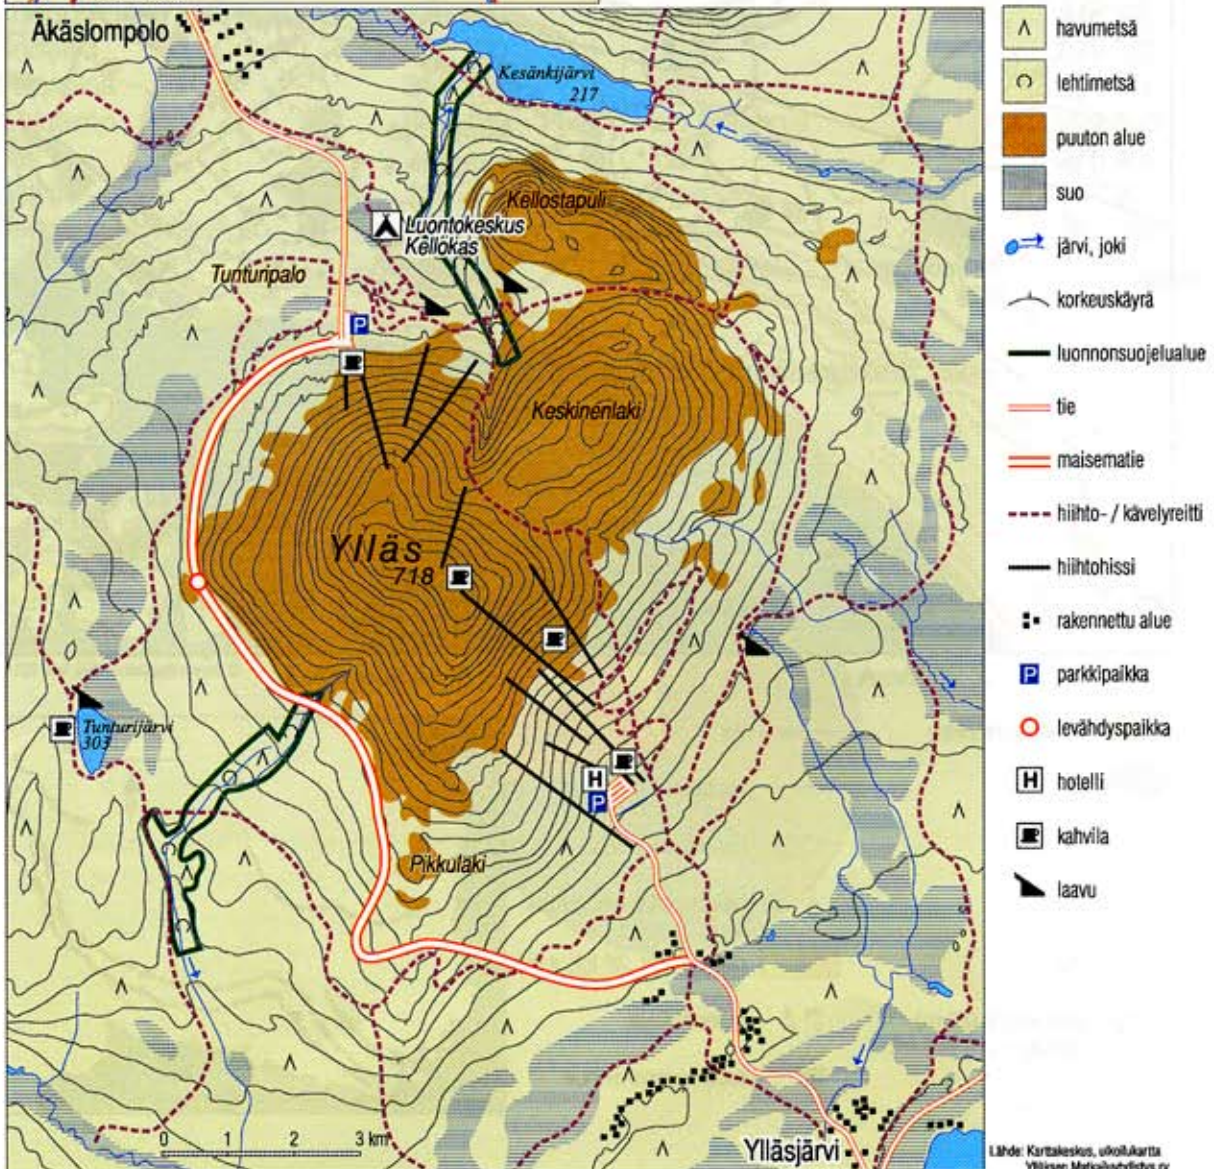 Äkäslompolo
Kesänkijärvi
217
Kellostapuli
Luontokeskus
Kellokas
Tunturipalo
P
Keskinenlaki
Ylläs
718
Tunturijärvi
303
H
P
Pikkulaki
0 1 2 3 km
Ylläsjärvi
havumetsä
lehtimetsä
puuton alue
suo
järvi, joki
korkeuskäyrä
luonnonsuojelualue
tie
maisematie
hiihto- / kävelyreitti
hiihtohissi
rakennettu alue
P parkkipaikka
levähdyspaikka
H hotelli
kahvila
laavu
Lähde: Karttakeskus, ulkoilukartta